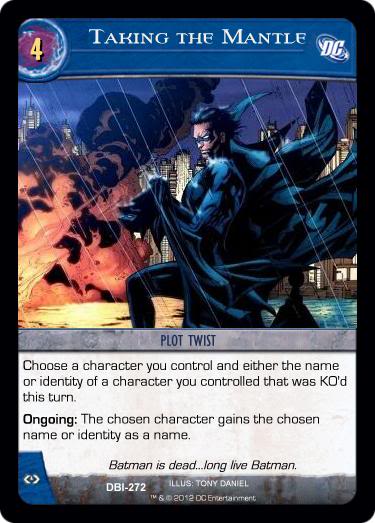 4
TAKING THE MANTLE
DC
PLOT TWIST
Choose a character you control and either the name
or identity of a character you controlled that was KO'd
this turn.
Ongoing: The chosen character gains the chosen
name or identity as a name.
Batman is dead...long live Batman.
DBI-272 ILLUS: TONY DANIEL
™ & © 2012 DC Entertainment